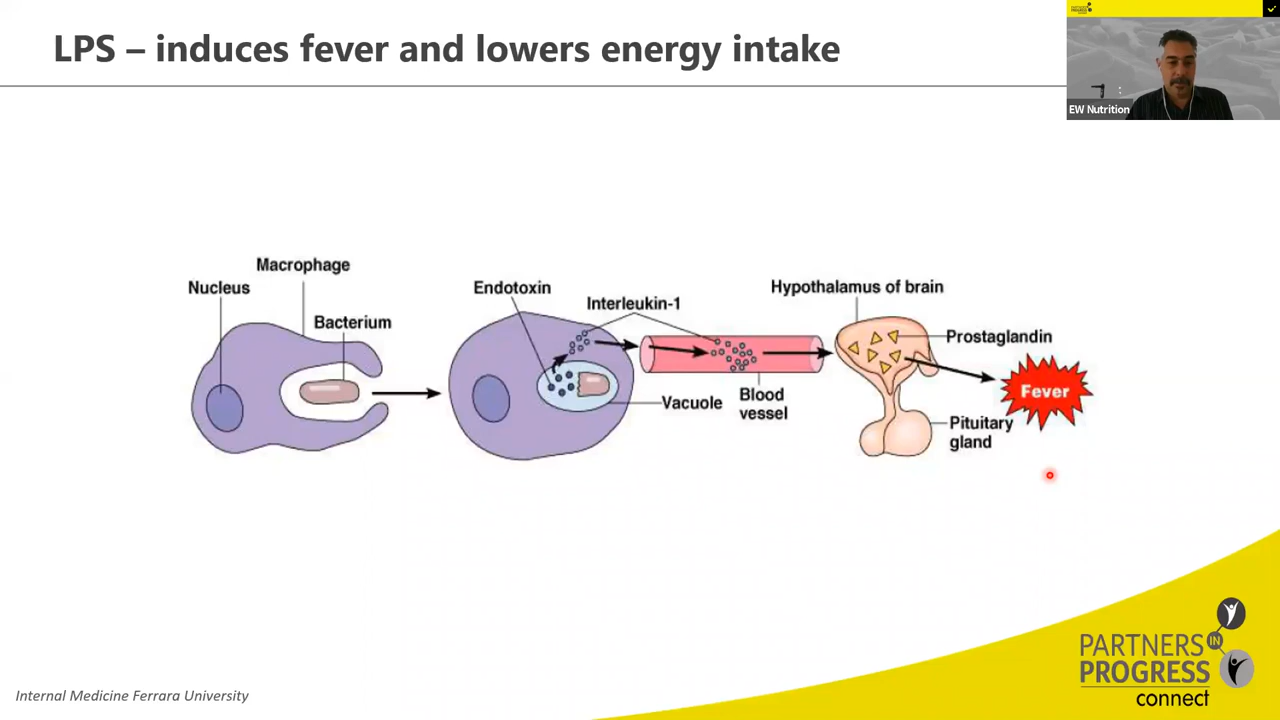 LPS – induces fever and lowers energy intake
EW Nutrition
Macrophage
Nucleus
Bacterium
Endotoxin
Interleukin-1
Vacuole
Blood
vessel
Hypothalamus of brain
Prostaglandin
Fever
Pituitary
gland
PARTNERS
IN
PROGRESS
connect
Internal Medicine Ferrara University